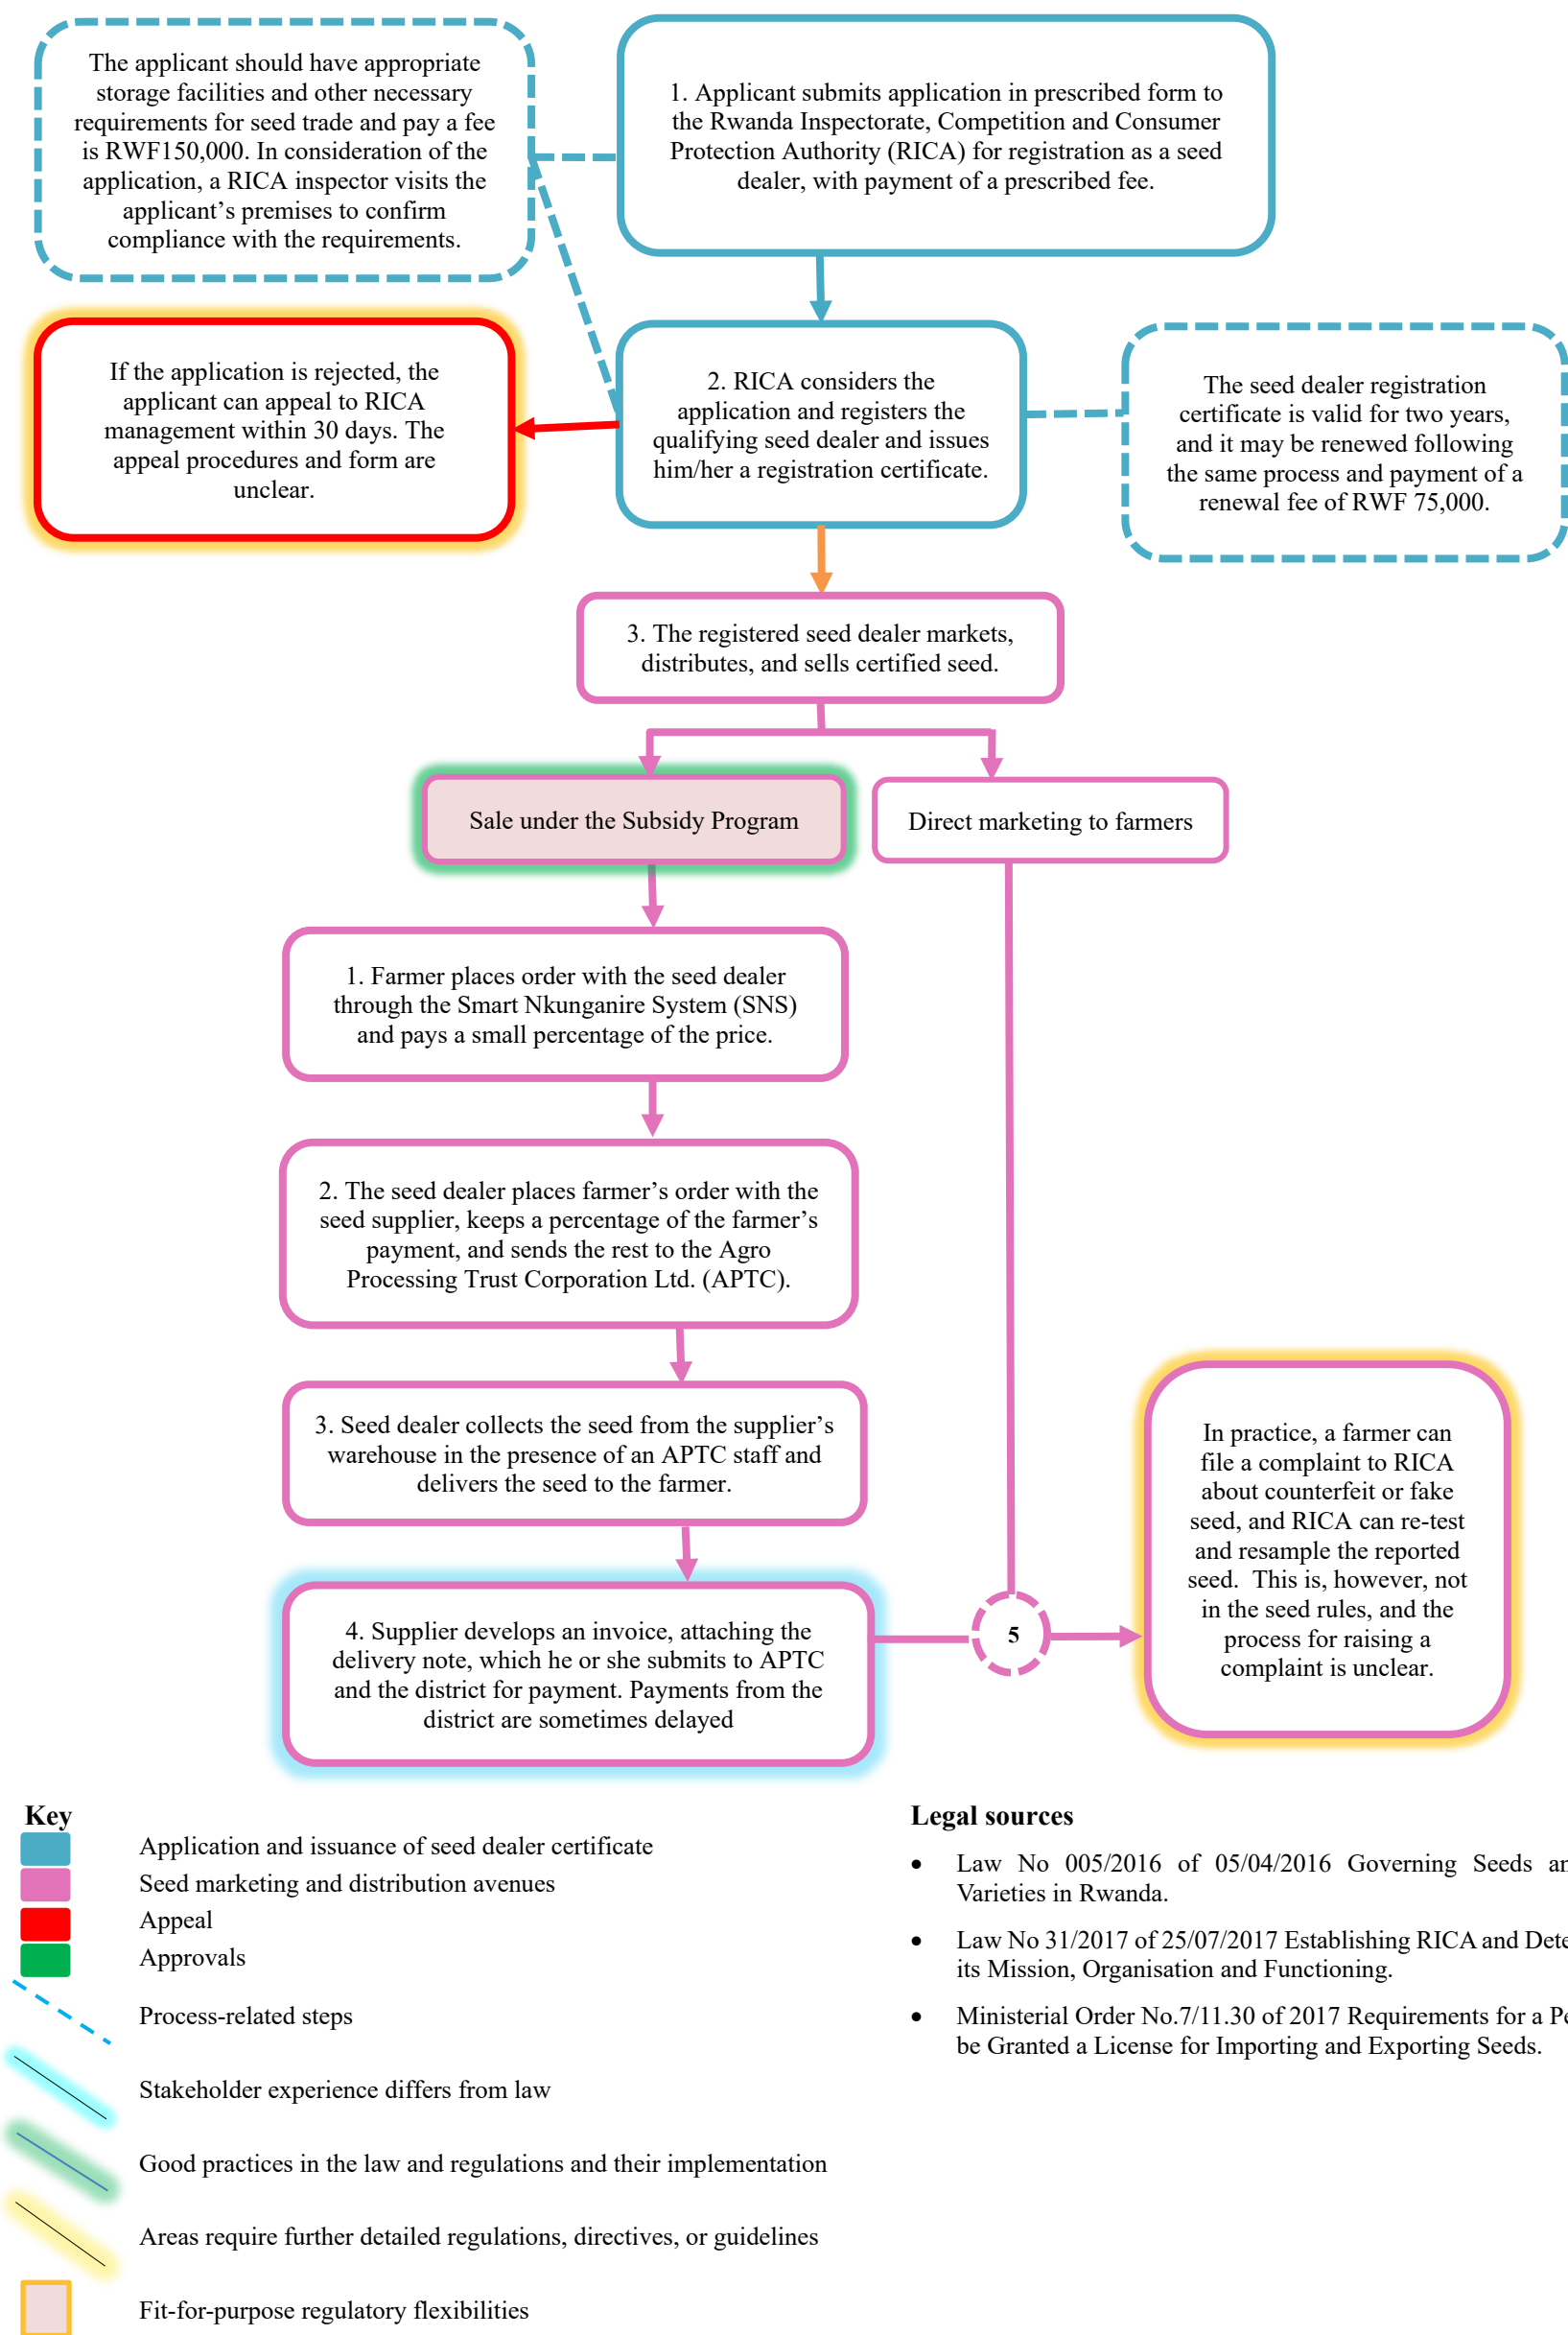 The applicant should have appropriate
storage facilities and other necessary
requirements for seed trade and pay a fee
is RWF150,000. In consideration of the
application, a RICA inspector visits the
applicant’s premises to confirm
compliance with the requirements.
1. Applicant submits application in prescribed form to
the Rwanda Inspectorate, Competition and Consumer
Protection Authority (RICA) for registration as a seed
dealer, with payment of a prescribed fee.
If the application is rejected, the
applicant can appeal to RICA
management within 30 days. The
appeal procedures and form are
unclear.
2. RICA considers the
application and registers the
qualifying seed dealer and issues
him/her a registration certificate.
The seed dealer registration
certificate is valid for two years,
and it may be renewed following
the same process and payment of a
renewal fee of RWF 75,000.
3. The registered seed dealer markets,
distributes, and sells certified seed.
Sale under the Subsidy Program
Direct marketing to farmers
1. Farmer places order with the seed dealer
through the Smart Nkunganire System (SNS)
and pays a small percentage of the price.
2. The seed dealer places farmer’s order with the
seed supplier, keeps a percentage of the farmer’s
payment, and sends the rest to the Agro
Processing Trust Corporation Ltd. (APTC).
3. Seed dealer collects the seed from the supplier’s
warehouse in the presence of an APTC staff and
delivers the seed to the farmer.
4. Supplier develops an invoice, attaching the
delivery note, which he or she submits to APTC
and the district for payment. Payments from the
district are sometimes delayed
5
In practice, a farmer can
file a complaint to RICA
about counterfeit or fake
seed, and RICA can re-test
and resample the reported
seed. This is, however, not
in the seed rules, and the
process for raising a
complaint is unclear.
Key
Application and issuance of seed dealer certificate
Seed marketing and distribution avenues
Appeal
Approvals
Process-related steps
Stakeholder experience differs from law
Good practices in the law and regulations and their implementation
Areas require further detailed regulations, directives, or guidelines
Fit-for-purpose regulatory flexibilities
Legal sources
• Law No 005/2016 of 05/04/2016 Governing Seeds
Varieties in Rwanda.
• Law No 31/2017 of 25/07/2017 Establishing RICA and
its Mission, Organisation and Functioning.
• Ministerial Order No.7/11.30 of 2017 Requirements for a
be Granted a License for Importing and Exporting Seeds.